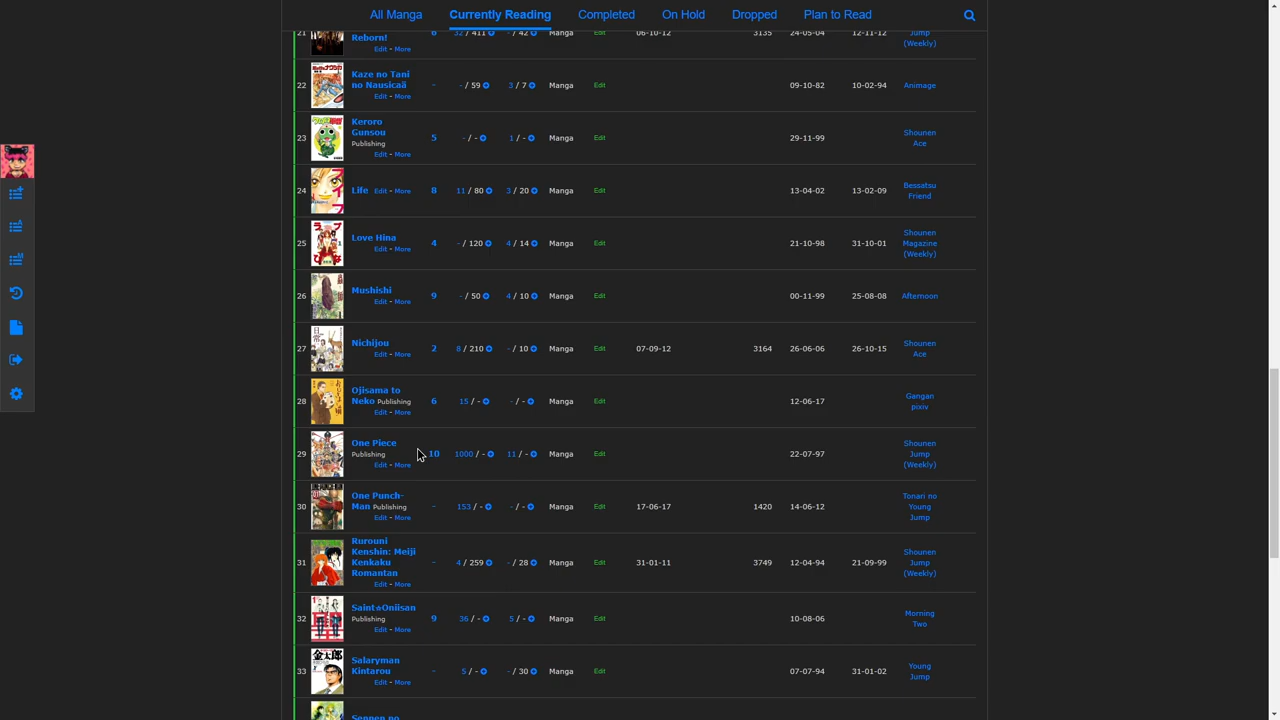 All Manga Currently Reading Completed On Hold Dropped Plan to Read
21 Reborn! 8 32 / 411 - / 42 Manga Edit 06-10-12 3135 24-05-04 12-11-12 Jump
(Weekly)
Edit - More
22 Kaze no Tani
no Nausicaä - - / 59 3 / 7 Manga Edit 09-10-82 10-02-94 Animage
Edit - More
23 Keroro
Gunsou 5 - / - 1 / - Manga Edit 29-11-99 Shounen
Ace
Publishing
Edit - More
24 Life Edit - More 8 11 / 80 3 / 20 Manga Edit 13-04-02 13-02-09 Bessatsu
Friend
25 Love Hina 4 - / 120 4 / 14 Manga Edit 21-10-98 31-10-01 Shounen
Magazine
(Weekly)
Edit - More
26 Mushishi 9 - / 50 4 / 10 Manga Edit 00-11-99 25-08-08 Afternoon
Edit - More
27 Nichijou 2 8 / 210 - / 10 Manga Edit 07-09-12 3164 26-06-06 26-10-15 Shounen
Ace
Edit - More
28 Ojisama to
Neko Publishing 6 15 / - - / - Manga Edit 12-06-17 Gangan
pixiv
Edit - More
29 One Piece
Publishing 10 1000 / - 11 / - Manga Edit 22-07-97 Shounen
Jump
(Weekly)
Edit - More
30 One Punch-
Man Publishing - 153 / - - / - Manga Edit 17-06-17 1420 14-06-12 Tonari no
Young
Jump
Edit - More
31 Rurouni
Kenshin: Meiji
Kenkaku
Romantan - 4 / 259 - / 28 Manga Edit 31-01-11 3749 12-04-94 21-09-99 Shounen
Jump
(Weekly)
Edit - More
32 Saint☆Oniisan
Publishing 9 36 / - 5 / - Manga Edit 10-08-06 Morning
Two
Edit - More
33 Salaryman
Kintarou - 5 / - - / 30 Manga Edit 07-07-94 31-01-02 Young
Jump
Edit - More
Sennen no